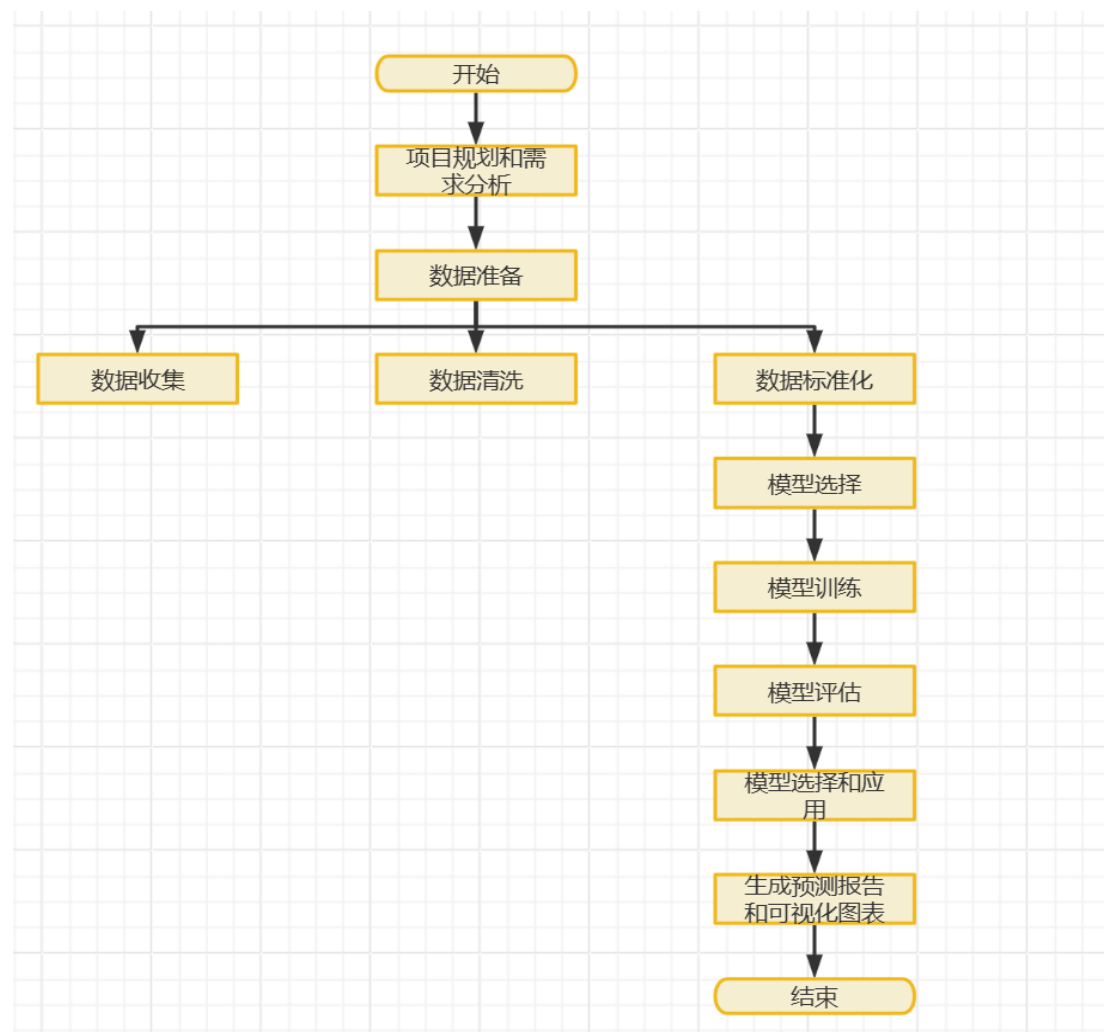 开始
项目规划和需
求分析
数据准备
数据收集
数据清洗
数据标准化
模型选择
模型训练
模型评估
模型选择和应
用
生成预测报告
和可视化图表
结束